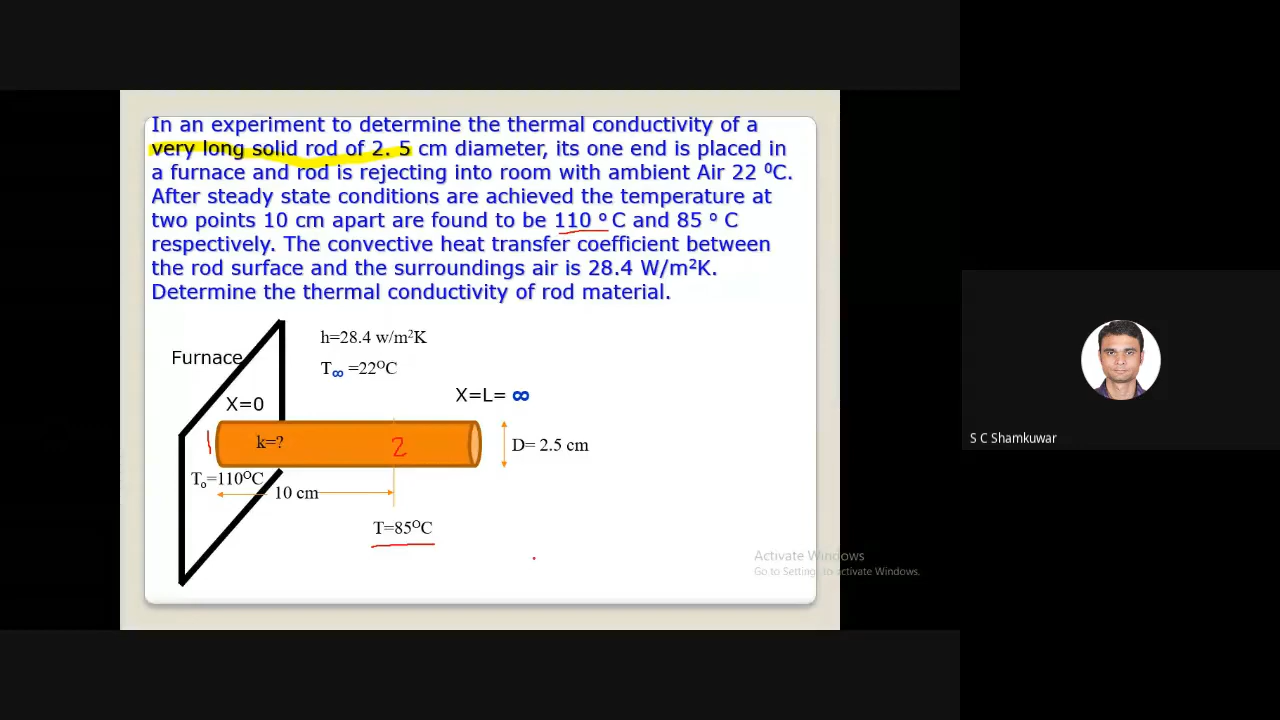 In an experiment to determine the thermal conductivity of a
very long solid rod of 2. 5 cm diameter, its one end is placed in
a furnace and rod is rejecting into room with ambient Air 22 ⁰C.
After steady state conditions are achieved the temperature at
two points 10 cm apart are found to be 110 º C and 85 º C
respectively. The convective heat transfer coefficient between
the rod surface and the surroundings air is 28.4 W/m²K.
Determine the thermal conductivity of rod material.
h=28.4 w/m²K
Furnace
T∞ =22⁰C
X=L= ∞
X=0
1
k=?
2
D= 2.5 cm
Tₒ=110⁰C
10 cm
T=85⁰C
Activate Windows
Go to Settings to activate Windows.
S C Shamkuwar